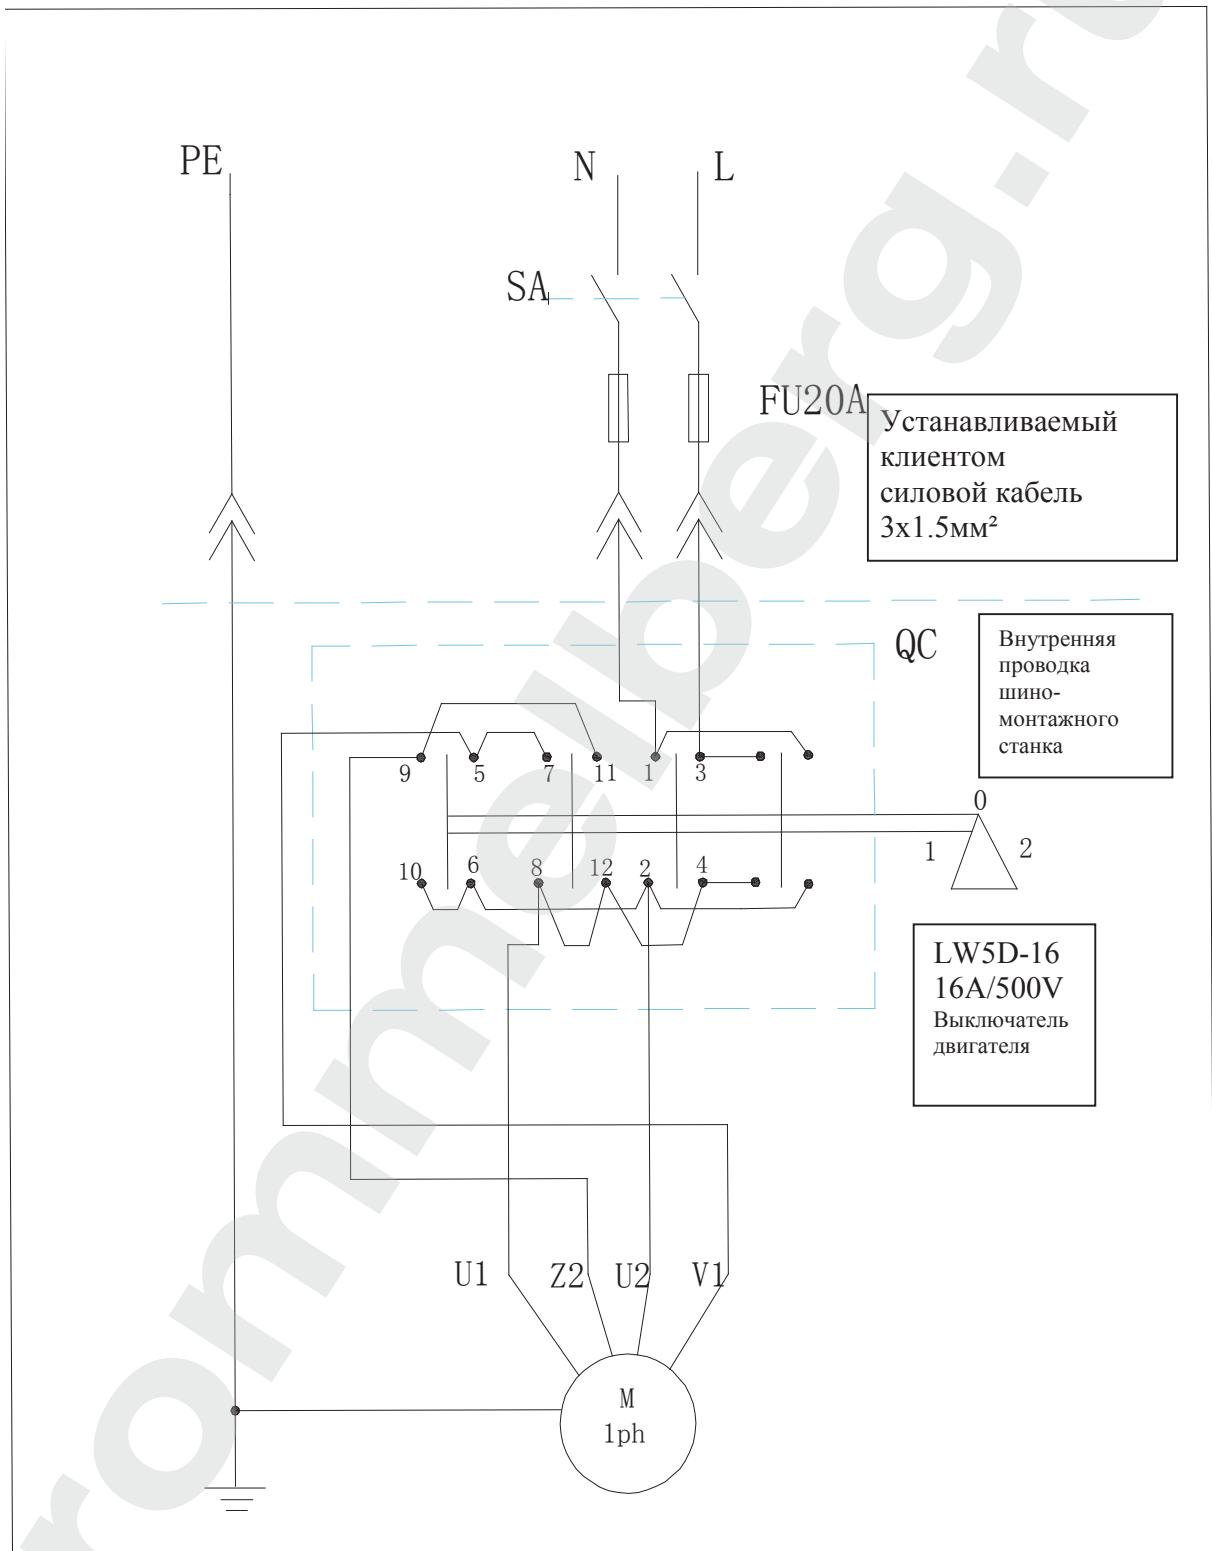 PE
N
L
SA
FU20A
Устанавливаемый
клиентом
силовой кабель
3х1.5мм²
QC
Внутренняя
проводка
шино-
монтажного
станка
9
5
7
11
1
3
0
1
2
10
6
8
12
2
4
LW5D-16
16A/500V
Выключатель
двигателя
U1
Z2
U2
V1
M
1ph
rommelberg.ru